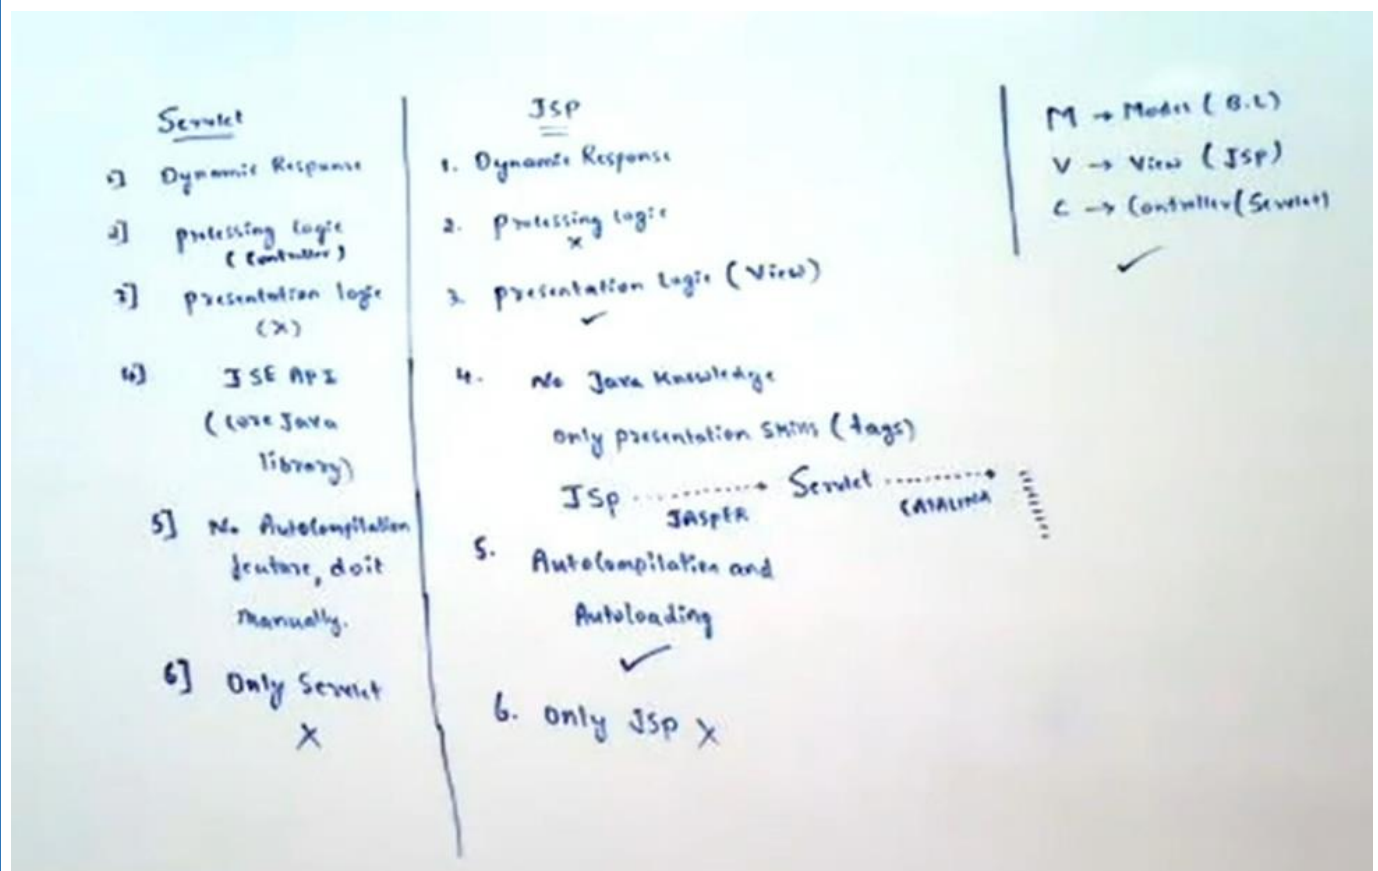 Servlet
1] Dynamic Response
2] processing logic
(Controller)
3] presentation logic
(X)
4] JSE API
(core Java
library)
5] No Autocompilation
feature, do it
manually.
6] Only Servlet
X
JSP
1. Dynamic Response
2. Processing logic
X
3. presentation logic (View)
✓
4. No Java Knowledge
only presentation skills (tags)
JSP → Servlet →
JASPER CATALINA
5. Autocompilation and
Autoloading
✓
6. only JSP X
M → Model (B.L)
V → View (JSP)
C → Controller (Servlet)
✓